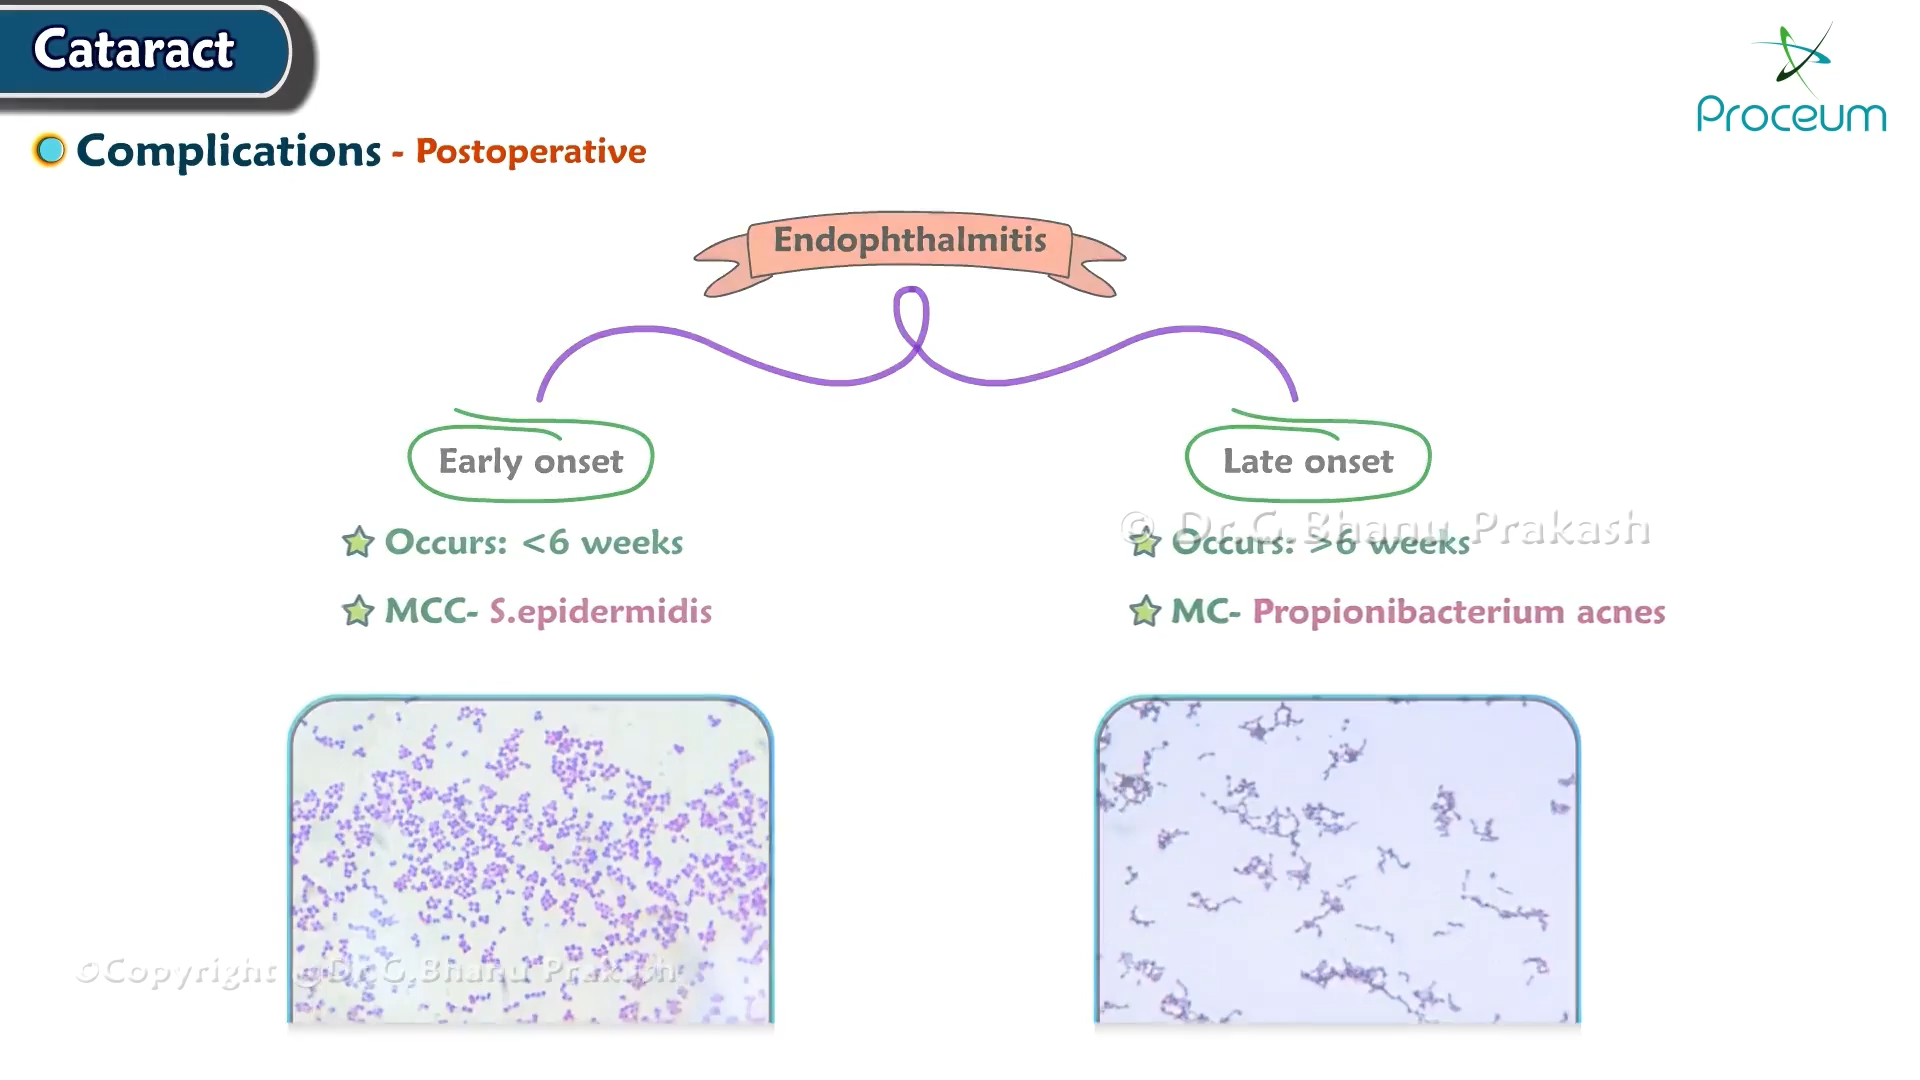 Cataract
Proceum
Complications - Postoperative
Endophthalmitis
Early onset
Occurs: <6 weeks
MCC- S.epidermidis
Late onset
© Dr.G.Bhanu Prakash
Occurs: >6 weeks
MC- Propionibacterium acnes
©Copyright @Dr.G.Bhanu Prakash